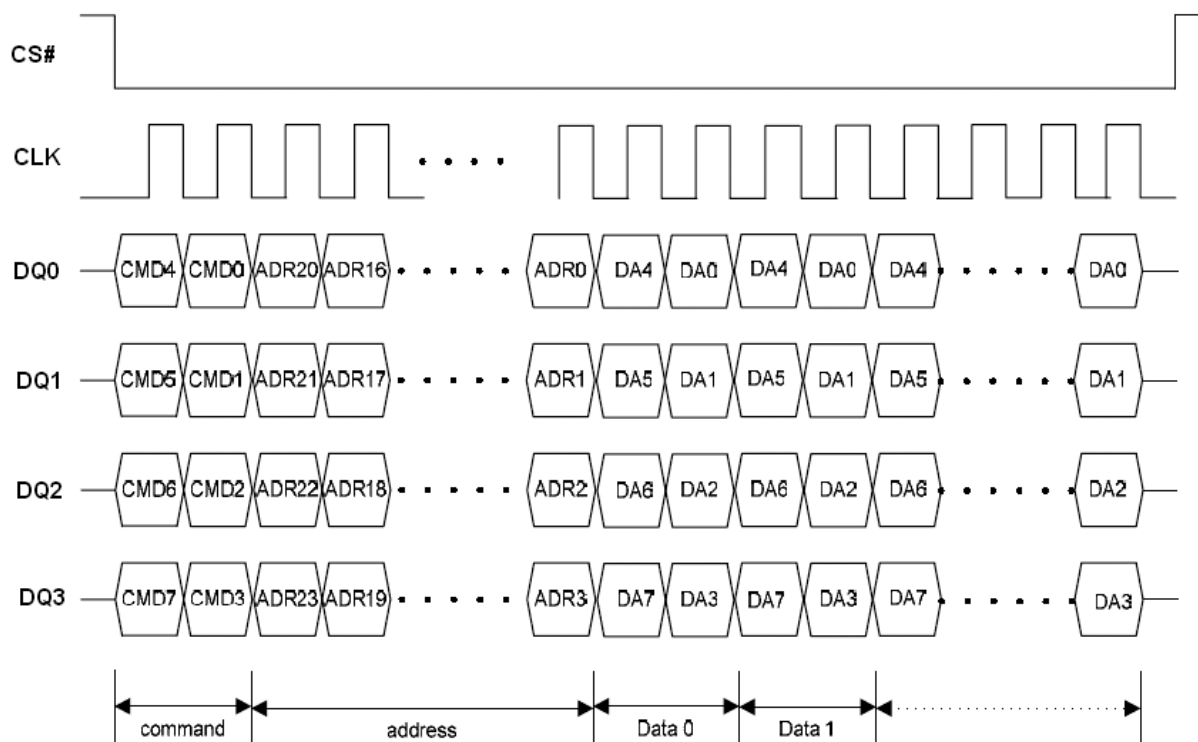 CS#
CLK
DQ0 CMD4 CMD0 ADR20 ADR16 ADR0 DA4 DA0 DA4 DA0 DA4 DA0
DQ1 CMD5 CMD1 ADR21 ADR17 ADR1 DA5 DA1 DA5 DA1 DA5 DA1
DQ2 CMD6 CMD2 ADR22 ADR18 ADR2 DA6 DA2 DA6 DA2 DA6 DA2
DQ3 CMD7 CMD3 ADR23 ADR19 ADR3 DA7 DA3 DA7 DA3 DA7 DA3
command address Data 0 Data 1